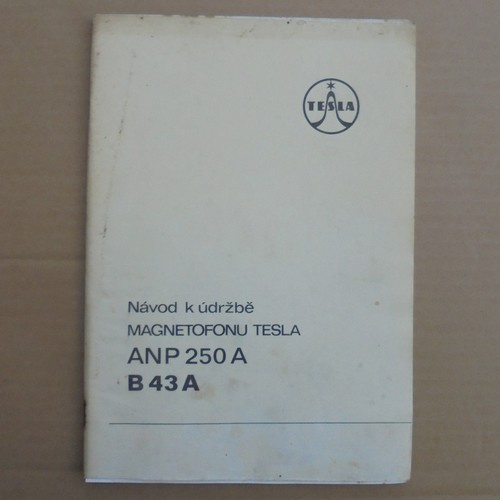 TESLA
Návod k údržbě
MAGNETOFONU TESLA
ANP 250 A
B 43 A